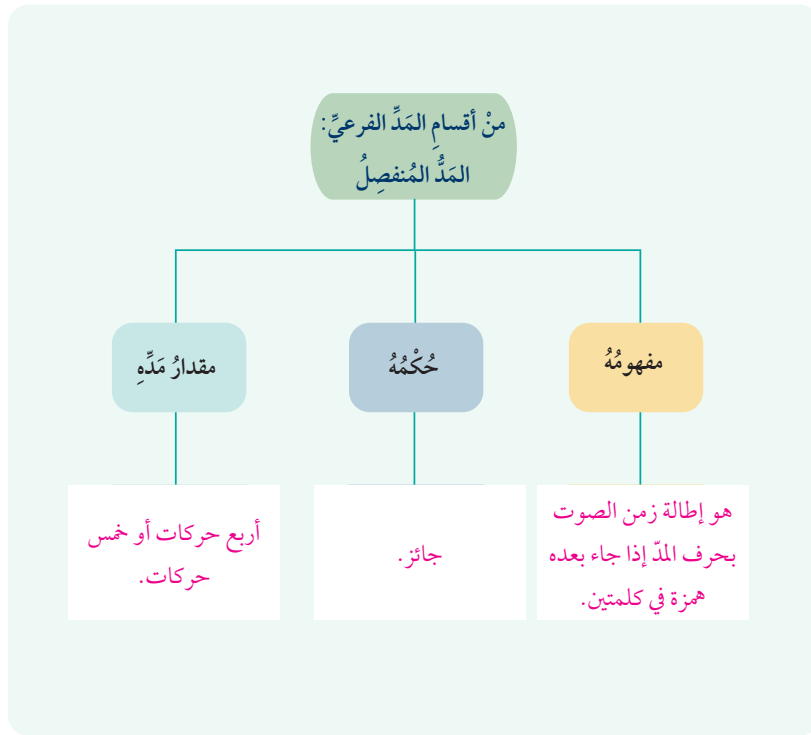 منْ أقسامِ المَدِّ الفرعيِّ:
المَدُّ المُنفصِلُ
مفهومُهُ
حُكْمُهُ
مقدارُ مَدِّهِ
هو إطالة زمن الصوت
بحرف المدّ إذا جاء بعده
همزة في كلمتين.
جائز.
أربع حركات أو خمس
حركات.